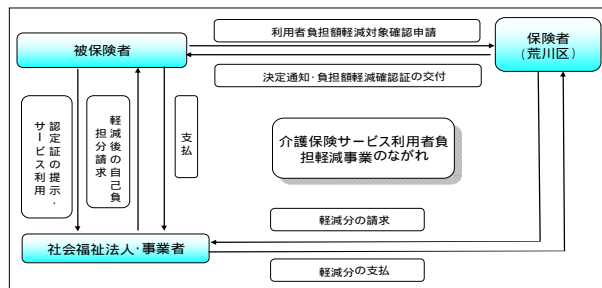 利用者負担額軽減対象確認申請
被保険者
保険者
(荒川区)
決定通知・負担額軽減確認証の交付
認定証の提示・
サービス利用
軽減後の自己負
担分請求
支払
介護保険サービス利用者負
担軽減事業のながれ
軽減分の請求
社会福祉法人・事業者
軽減分の支払